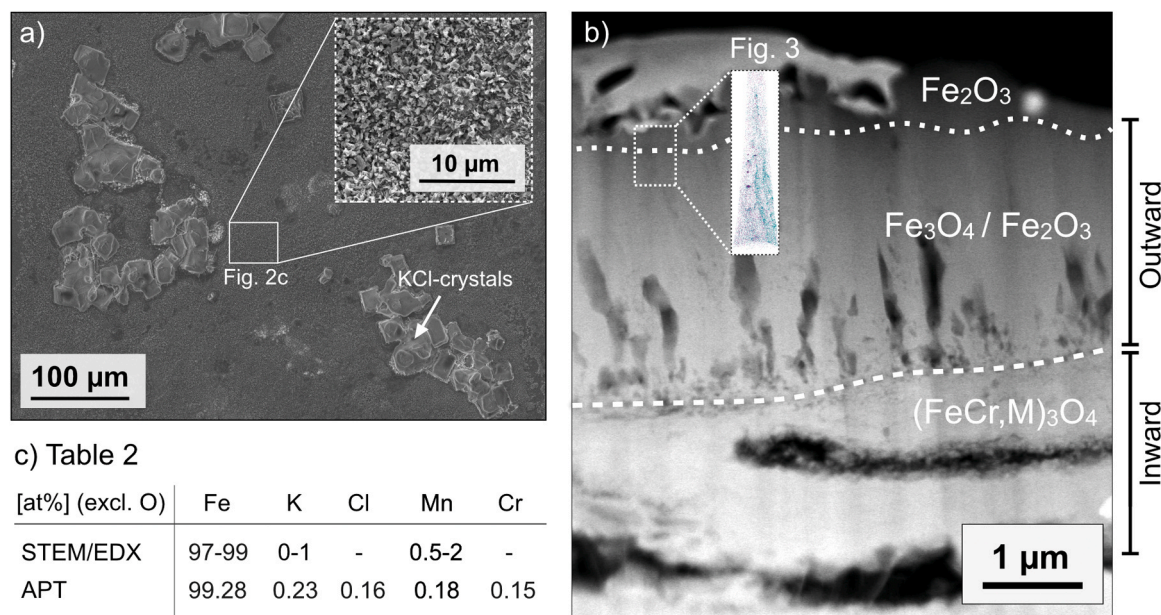 a)
10 µm
Fig. 2c
KCl-crystals
100 µm
b)
Fig. 3
Fe₂O₃
Fe₃O₄ / Fe₂O₃
(FeCr,M)₃O₄
1 µm
Outward
Inward
c) Table 2
[at%] (excl. O) Fe K Cl Mn Cr
STEM/EDX 97-99 0-1 - 0.5-2 -
APT 99.28 0.23 0.16 0.18 0.15